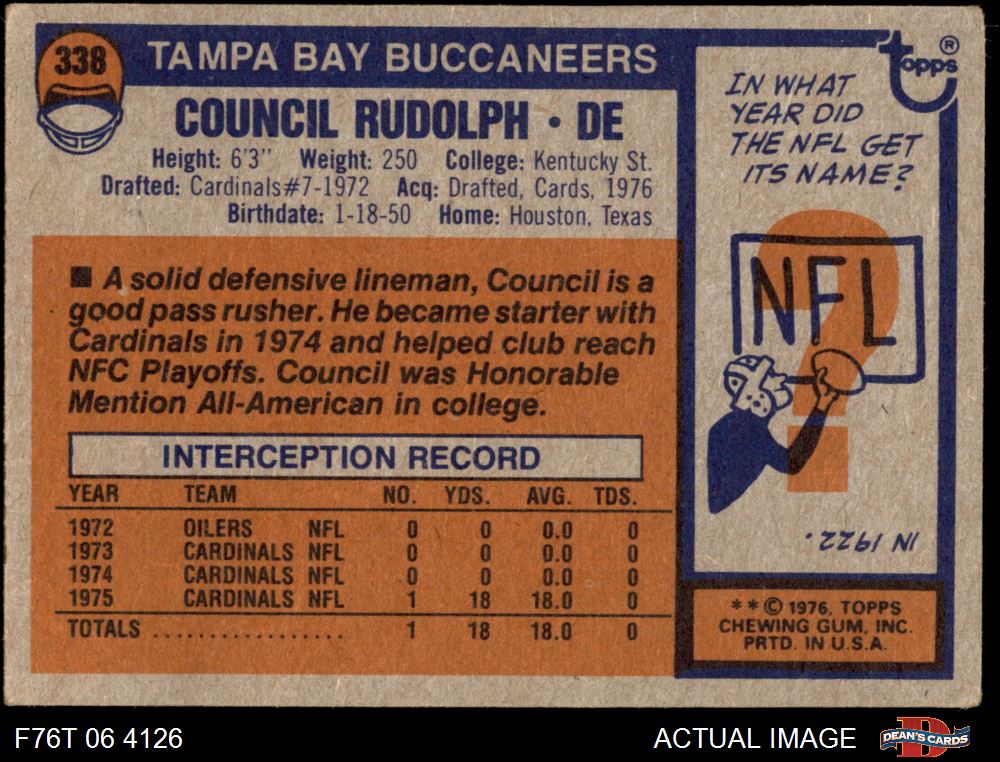 338
TAMPA BAY BUCCANEERS
COUNCIL RUDOLPH • DE
Height: 6'3" Weight: 250 College: Kentucky St.
Drafted: Cardinals#7-1972 Acq: Drafted, Cards, 1976
Birthdate: 1-18-50 Home: Houston, Texas
■ A solid defensive lineman, Council is a
good pass rusher. He became starter with
Cardinals in 1974 and helped club reach
NFC Playoffs. Council was Honorable
Mention All-American in college.
INTERCEPTION RECORD
YEAR TEAM NO. YDS. AVG. TDS.
1972 OILERS NFL 0 0 0.0 0
1973 CARDINALS NFL 0 0 0.0 0
1974 CARDINALS NFL 0 0 0.0 0
1975 CARDINALS NFL 1 18 18.0 0
TOTALS ................. 1 18 18.0 0
topps ®
IN WHAT
YEAR DID
THE NFL GET
ITS NAME?
?
NFL
IN 1922.
**© 1976, TOPPS
CHEWING GUM, INC.
PRTD. IN U.S.A.
F76T 06 4126
ACTUAL IMAGE
D
DEAN'S CARDS